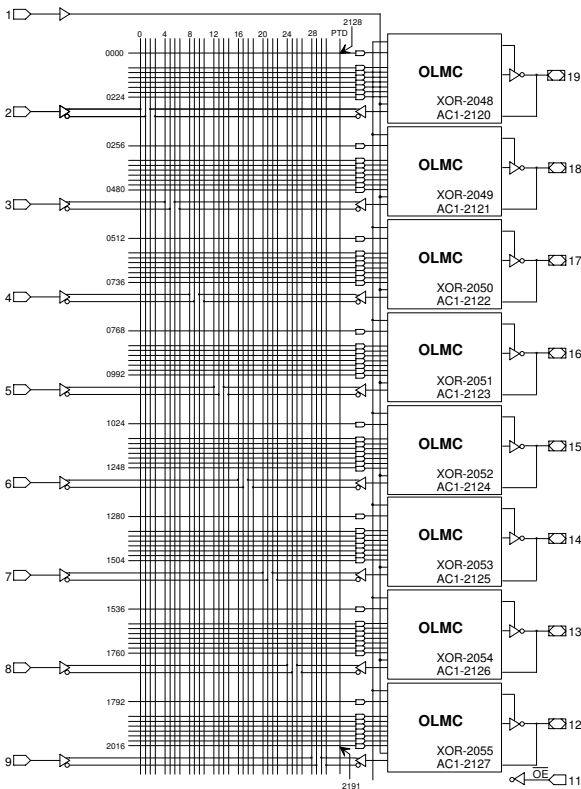 1
0 4 8 12 16 20 24 28 PTD
2128
0000
OLMC
19
XOR-2048
AC1-2120
0224
2
0256
OLMC
18
XOR-2049
AC1-2121
0480
3
0512
OLMC
17
XOR-2050
AC1-2122
0736
4
0768
OLMC
16
XOR-2051
AC1-2123
0992
5
1024
OLMC
15
XOR-2052
AC1-2124
1248
6
1280
OLMC
14
XOR-2053
AC1-2125
1504
7
1536
OLMC
13
XOR-2054
AC1-2126
1760
8
1792
OLMC
12
XOR-2055
AC1-2127
2016
9
OE 11
2191